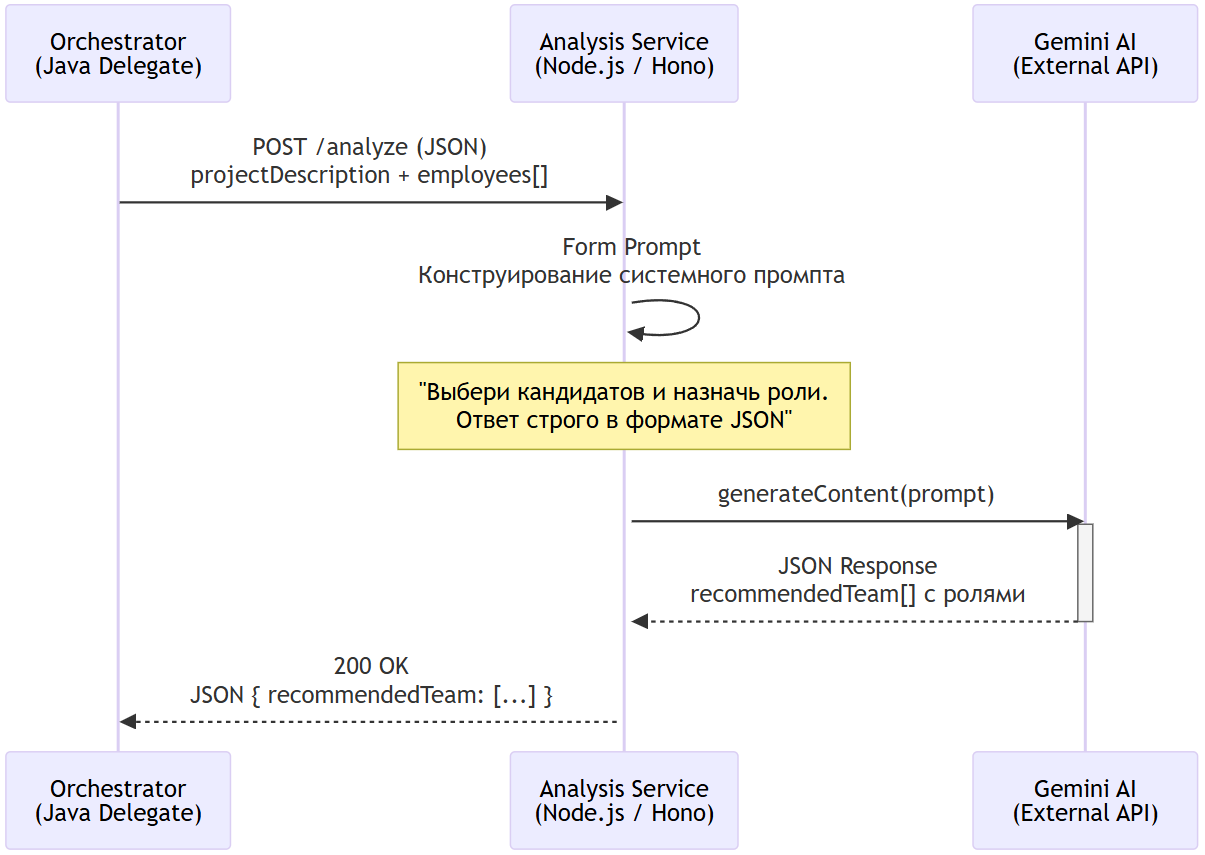 Orchestrator
(Java Delegate)
Analysis Service
(Node.js / Hono)
Gemini AI
(External API)
POST /analyze (JSON)
projectDescription + employees[]
Form Prompt
Конструирование системного промпта
"Выбери кандидатов и назначь роли.
Ответ строго в формате JSON"
generateContent(prompt)
JSON Response
recommendedTeam[] с ролями
200 OK
JSON { recommendedTeam: [...] }
Orchestrator
(Java Delegate)
Analysis Service
(Node.js / Hono)
Gemini AI
(External API)